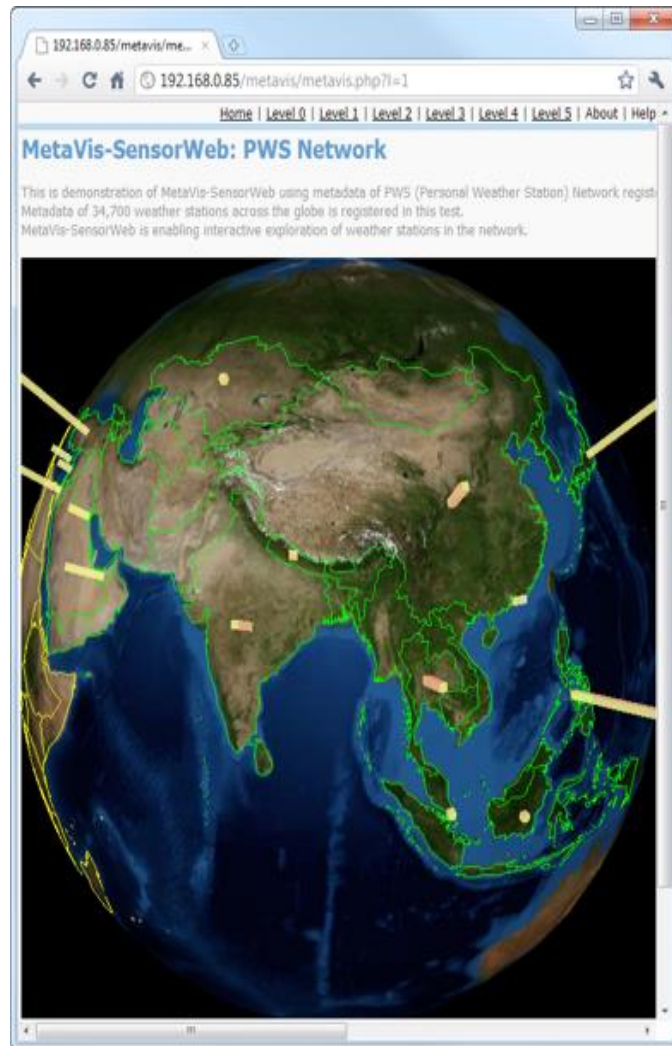 192.168.0.85/metavis/me...
192.168.0.85/metavis/metavis.php?l=1
Home | Level 0 | Level 1 | Level 2 | Level 3 | Level 4 | Level 5 | About | Help
MetaVis-SensorWeb: PWS Network
This is demonstration of MetaVis-SensorWeb using metadata of PWS (Personal Weather Station) Network registe
Metadata of 34,700 weather stations across the globe is registered in this test.
MetaVis-SensorWeb is enabling interactive exploration of weather stations in the network.